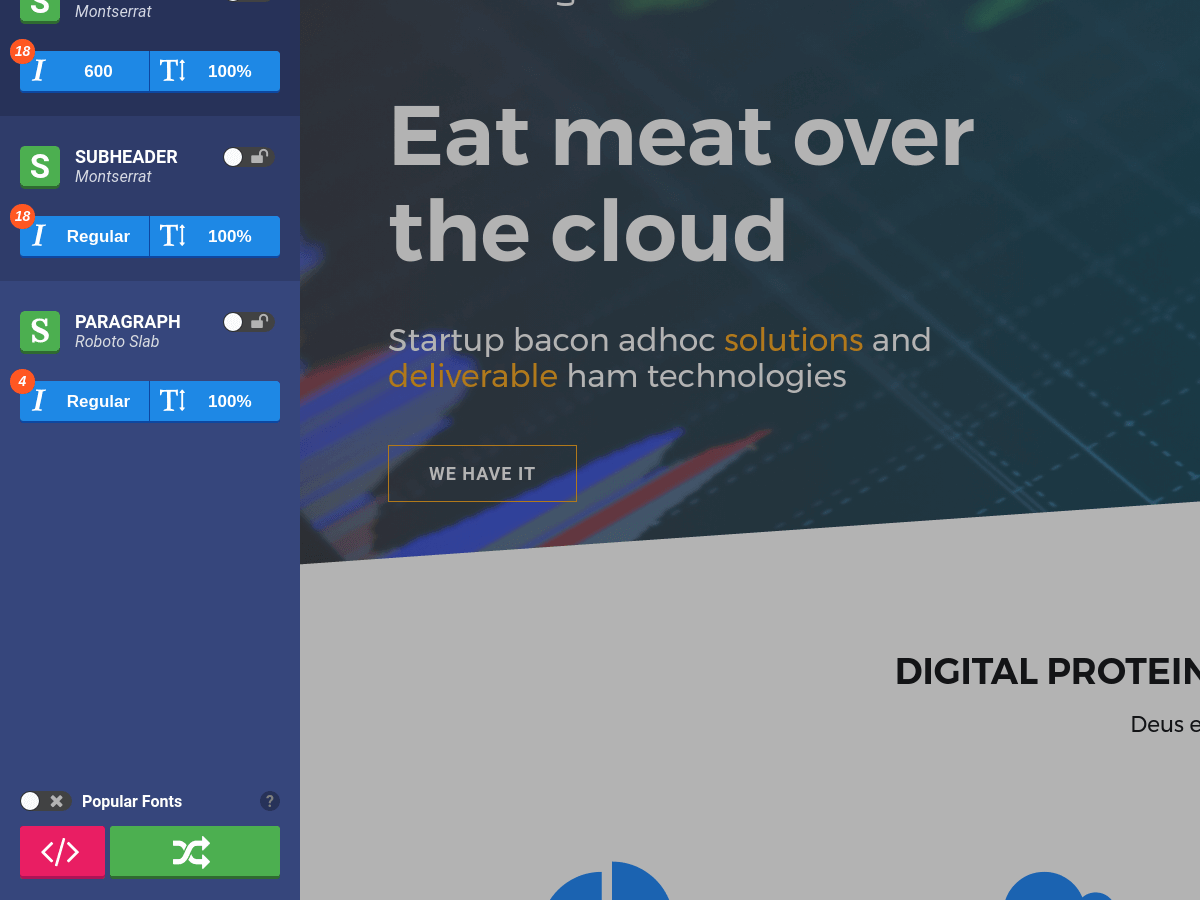 S
Montserrat
18
I 600 T 100%
S
SUBHEADER
Montserrat
18
I Regular T 100%
S
PARAGRAPH
Roboto Slab
4
I Regular T 100%
Popular Fonts ?
</>
Eat meat over
the cloud
Startup bacon adhoc solutions and
deliverable ham technologies
WE HAVE IT
DIGITAL PROTEIN
Deus e